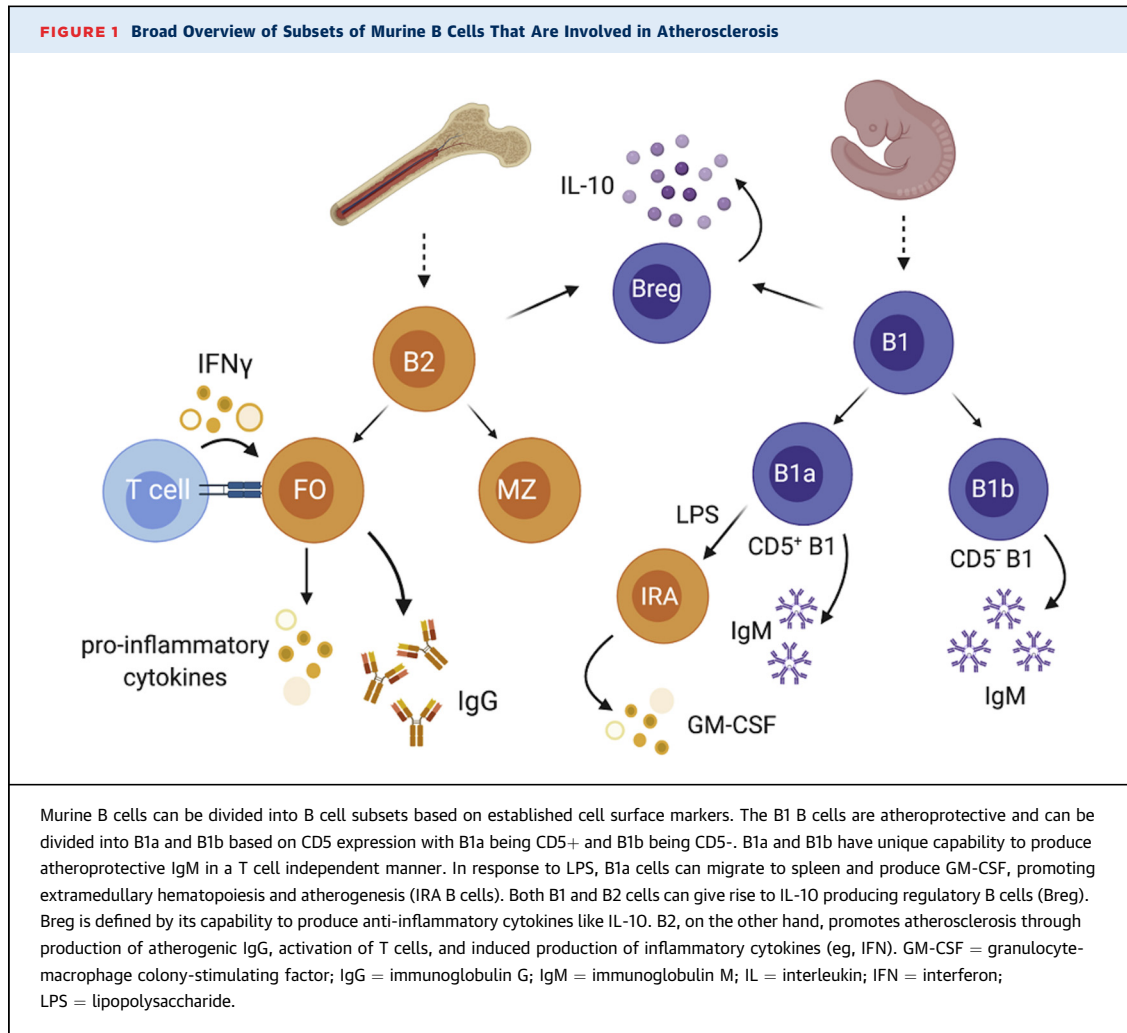 FIGURE 1 Broad Overview of Subsets of Murine B Cells That Are Involved in Atherosclerosis
IL-10
Breg
B2
B1
IFNγ
T cell
FO
MZ
B1a
B1b
LPS
CD5⁺ B1
CD5⁻ B1
IRA
IgM
IgM
pro-inflammatory
cytokines
IgG
GM-CSF
Murine B cells can be divided into B cell subsets based on established cell surface markers. The B1 B cells are atheroprotective and can be
divided into B1a and B1b based on CD5 expression with B1a being CD5+ and B1b being CD5-. B1a and B1b have unique capability to produce
atheroprotective IgM in a T cell independent manner. In response to LPS, B1a cells can migrate to spleen and produce GM-CSF, promoting
extramedullary hematopoiesis and atherogenesis (IRA B cells). Both B1 and B2 cells can give rise to IL-10 producing regulatory B cells (Breg).
Breg is defined by its capability to produce anti-inflammatory cytokines like IL-10. B2, on the other hand, promotes atherosclerosis through
production of atherogenic IgG, activation of T cells, and induced production of inflammatory cytokines (eg, IFN). GM-CSF = granulocyte-
macrophage colony-stimulating factor; IgG = immunoglobulin G; IgM = immunoglobulin M; IL = interleukin; IFN = interferon;
LPS = lipopolysaccharide.